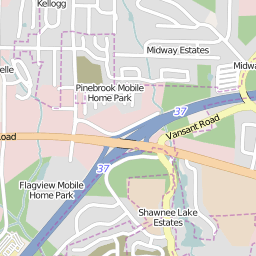 Kellogg
Midway Estates
elle
Midw
Pinebrook Mobile
Home Park
37
Vansant Road
Road
37
Flagview Mobile
Home Park
Shawnee Lake
Estates